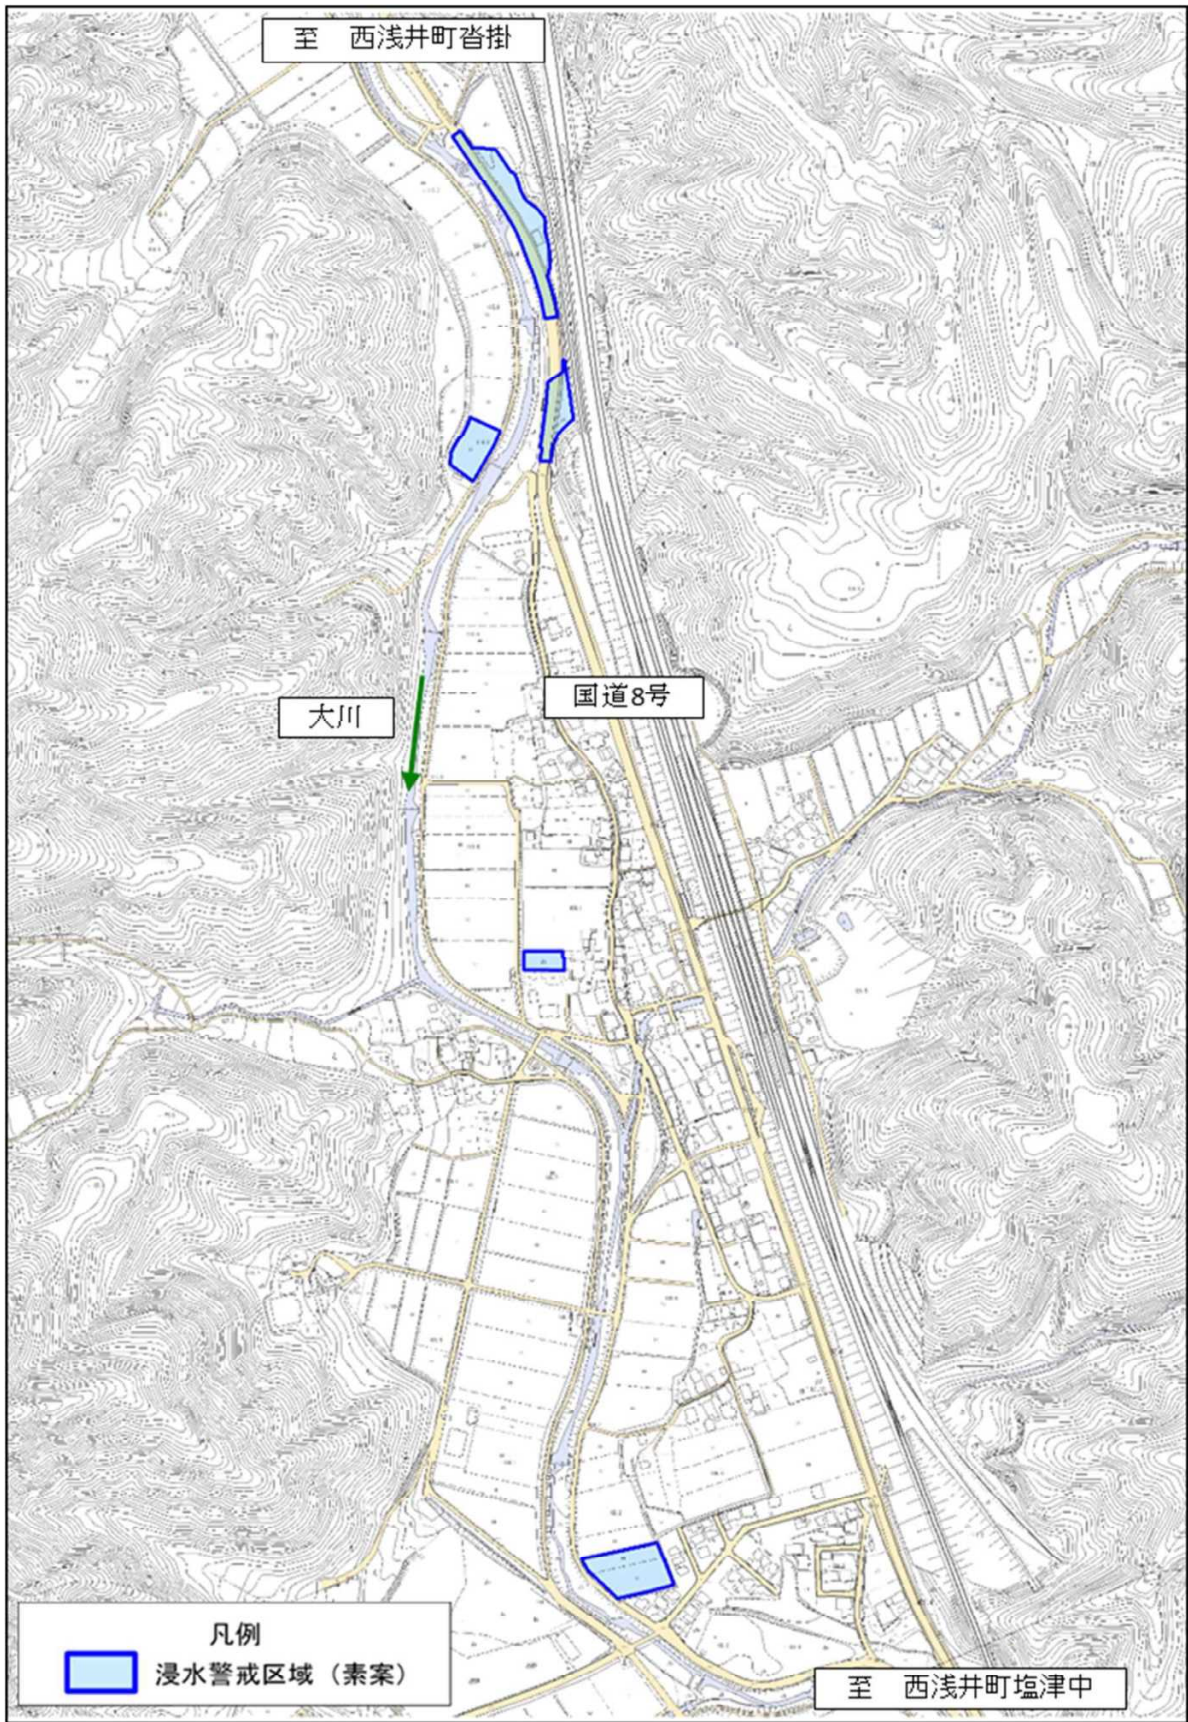 至　西浅井町沓掛
国道8号
大川
凡例
浸水警戒区域（素案）
至　西浅井町塩津中